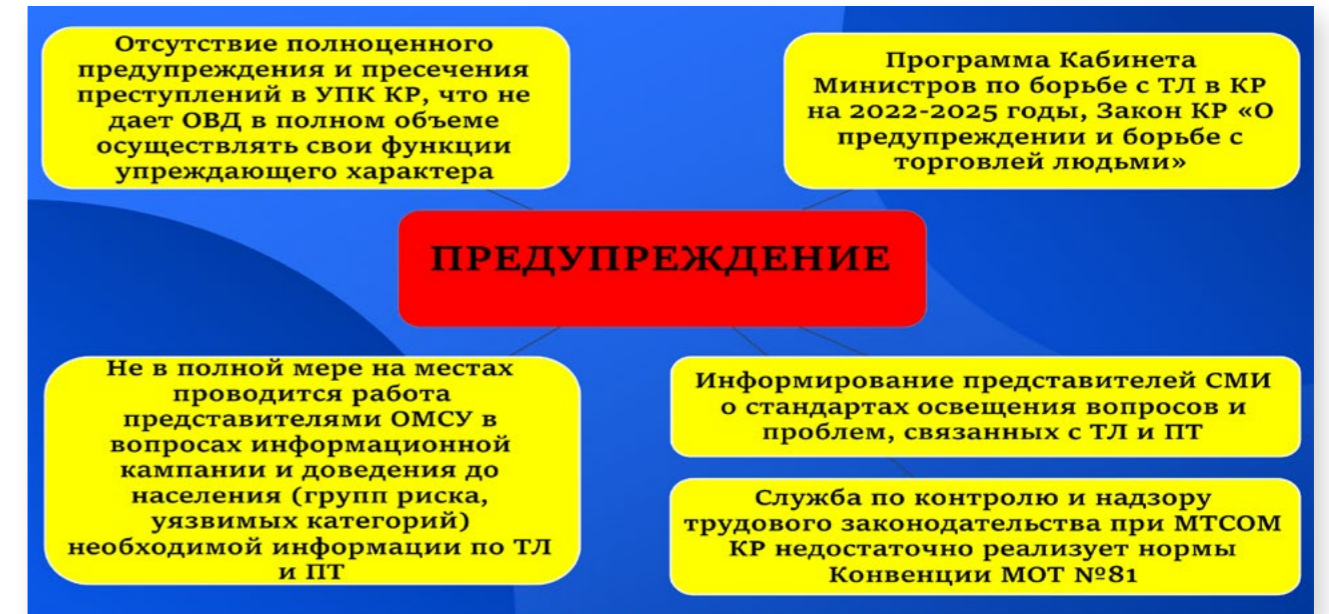 Отсутствие полноценного
предупреждения и пресечения
преступлений в УПК КР, что не
дает ОВД в полном объеме
осуществлять свои функции
упреждающего характера
Программа Кабинета
Министров по борьбе с ТЛ в КР
на 2022-2025 годы, Закон КР «О
предупреждении и борьбе с
торговлей людьми»
ПРЕДУПРЕЖДЕНИЕ
Не в полной мере на местах
проводится работа
представителями ОМСУ в
вопросах информационной
кампании и доведения до
населения (групп риска,
уязвимых категорий)
необходимой информации по ТЛ
и ПТ
Информирование представителей СМИ
о стандартах освещения вопросов и
проблем, связанных с ТЛ и ПТ
Служба по контролю и надзору
трудового законодательства при МТСОМ
КР недостаточно реализует нормы
Конвенции МОТ №81